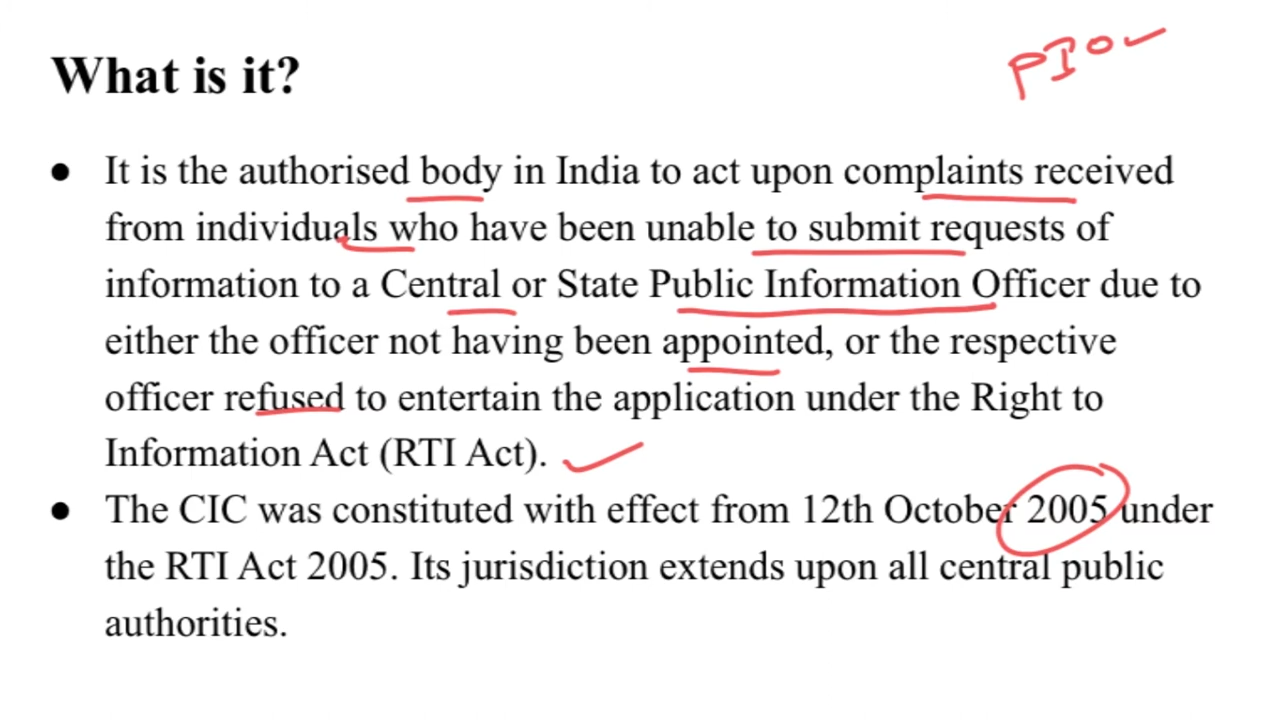 What is it?
PIO
● It is the authorised body in India to act upon complaints received
from individuals who have been unable to submit requests of
information to a Central or State Public Information Officer due to
either the officer not having been appointed, or the respective
officer refused to entertain the application under the Right to
Information Act (RTI Act).
● The CIC was constituted with effect from 12th October 2005 under
the RTI Act 2005. Its jurisdiction extends upon all central public
authorities.